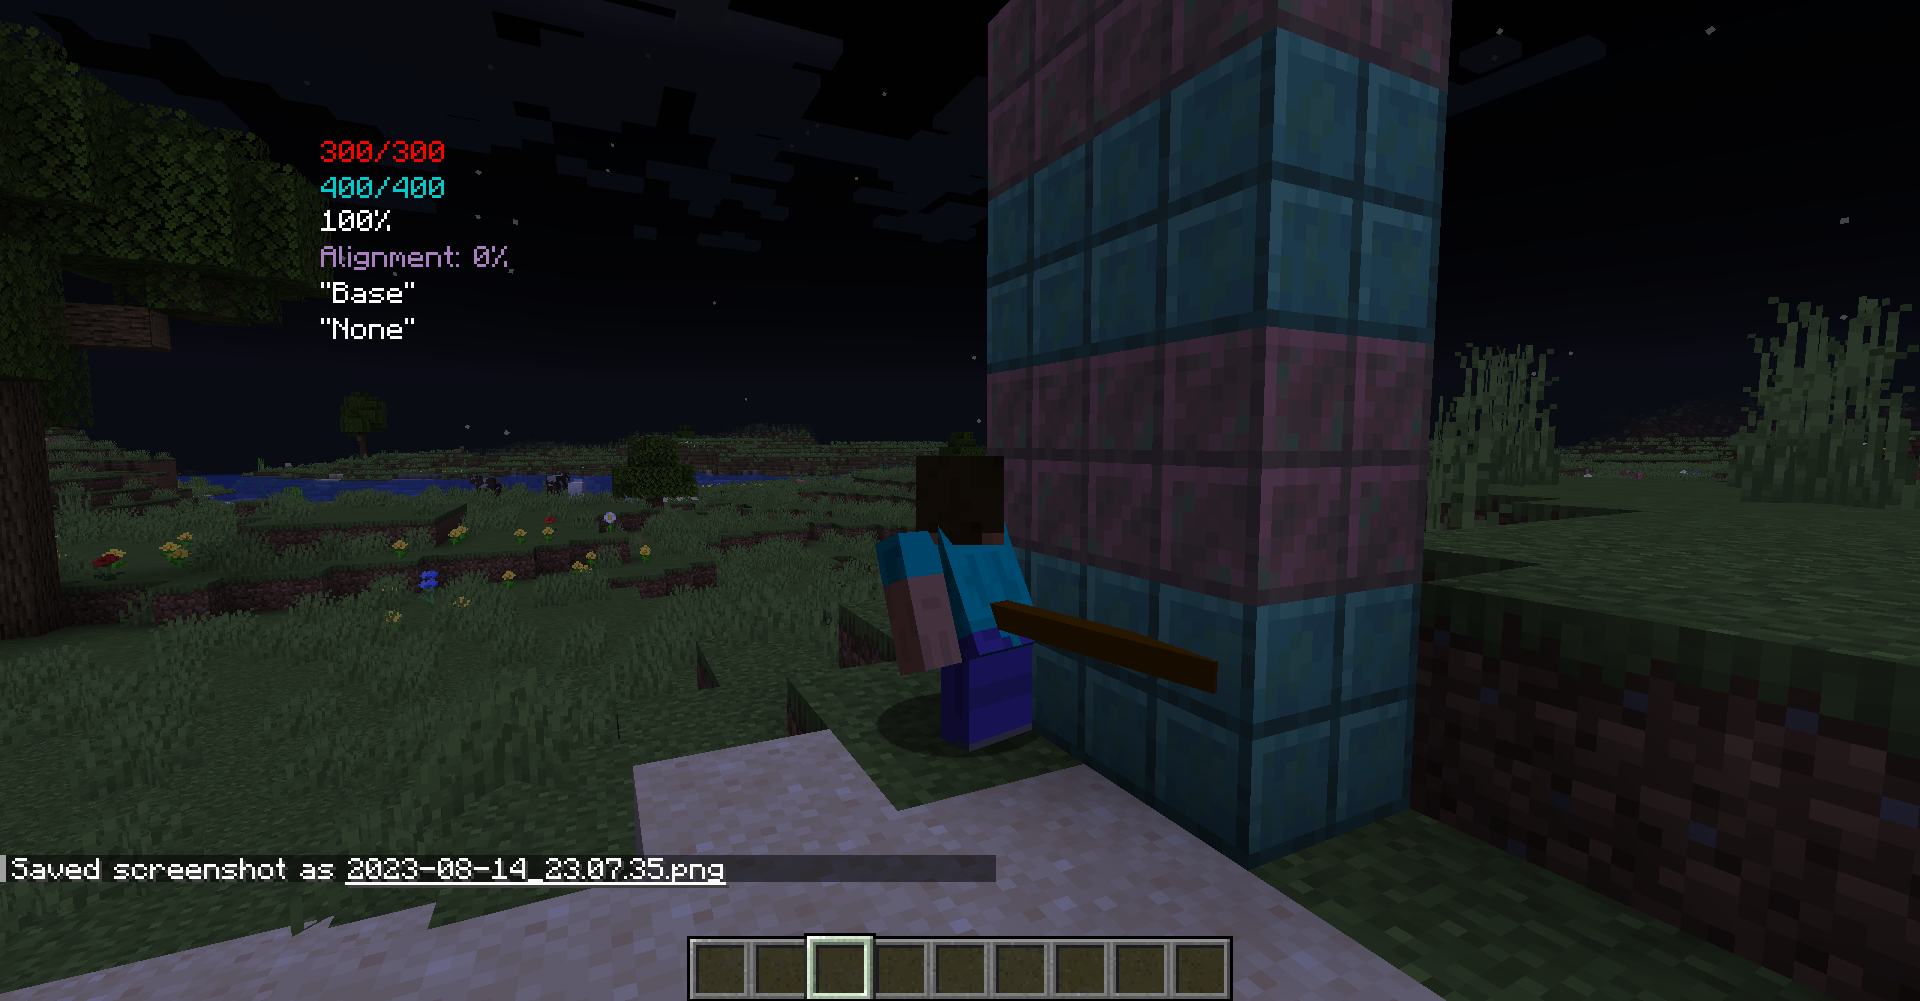 300/300
400/400
100%
Alignment: 0%
"Base"
"None"
Saved screenshot as 2023-08-14_23.07.35.png